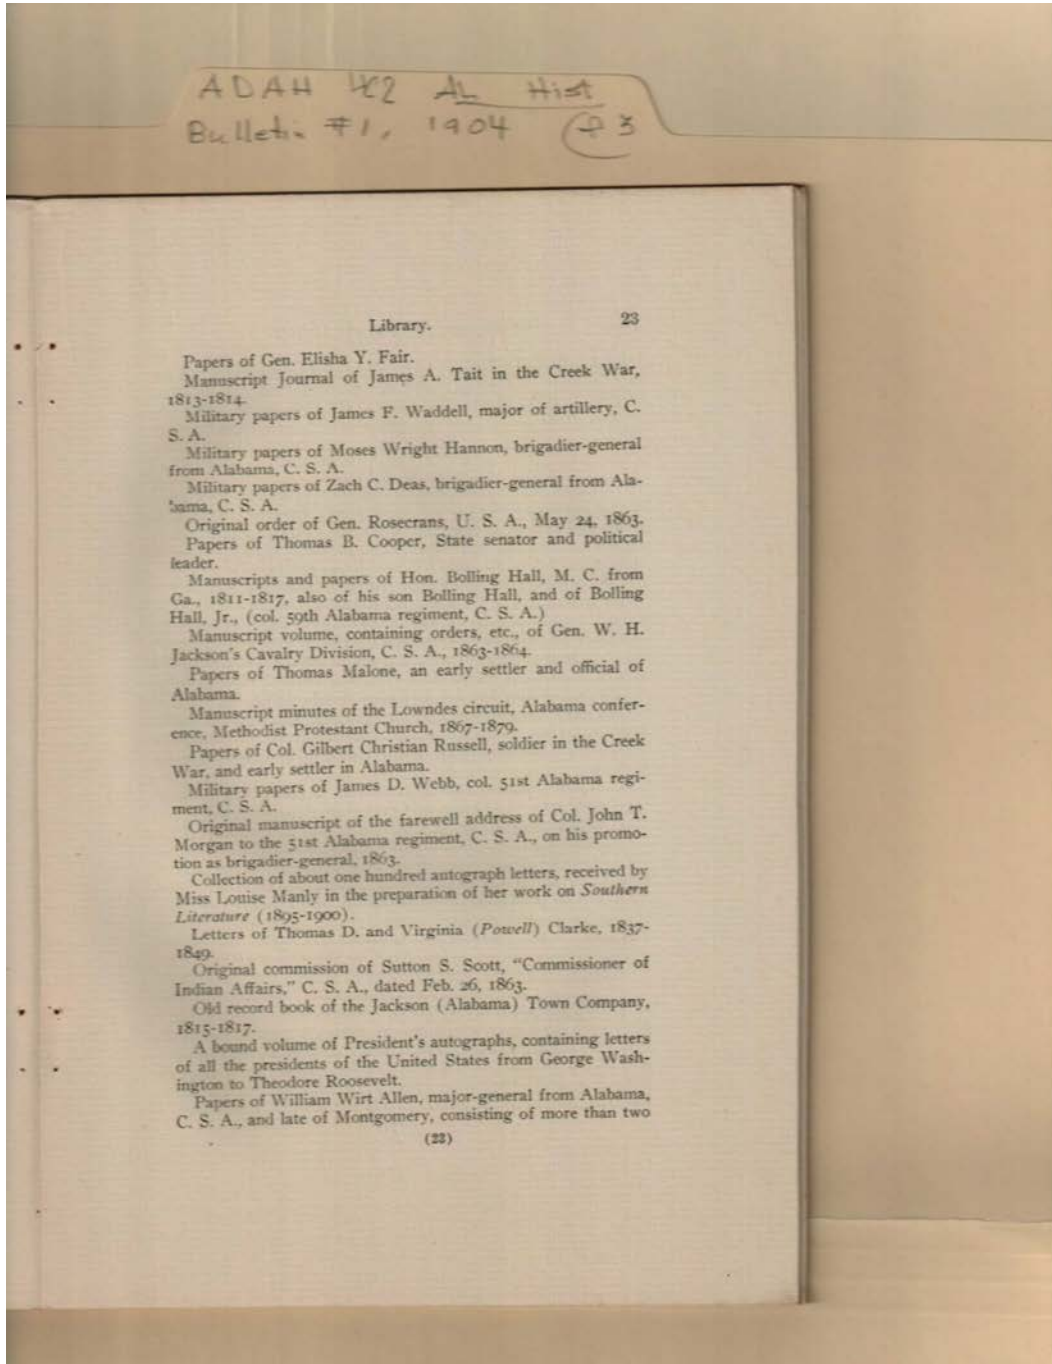 ADAH AL Hist
Bulletin #1, 1904 p 3
Library. 23
Papers of Gen. Elisha Y. Fair.
Manuscript Journal of James A. Tait in the Creek War,
1813-1814.
Military papers of James F. Waddell, major of artillery, C.
S. A.
Military papers of Moses Wright Hannon, brigadier-general
from Alabama, C. S. A.
Military papers of Zach C. Deas, brigadier-general from Ala-
bama, C. S. A.
Original order of Gen. Rosecrans, U. S. A., May 24, 1863.
Papers of Thomas B. Cooper, State senator and political
leader.
Manuscripts and papers of Hon. Bolling Hall, M. C. from
Ga., 1811-1817, also of his son Bolling Hall, and of Bolling
Hall, Jr., (col. 59th Alabama regiment, C. S. A.)
Manuscript volume, containing orders, etc., of Gen. W. H.
Jackson's Cavalry Division, C. S. A., 1863-1864.
Papers of Thomas Malone, an early settler and official of
Alabama.
Manuscript minutes of the Lowndes circuit, Alabama confer-
ence, Methodist Protestant Church, 1867-1879.
Papers of Col. Gilbert Christian Russell, soldier in the Creek
War, and early settler in Alabama.
Military papers of James D. Webb, col. 51st Alabama regi-
ment, C. S. A.
Original manuscript of the farewell address of Col. John T.
Morgan to the 51st Alabama regiment, C. S. A., on his promo-
tion as brigadier-general, 1863.
Collection of about one hundred autograph letters, received by
Miss Louise Manly in the preparation of her work on Southern
Literature (1895-1900).
Letters of Thomas D. and Virginia (Powell) Clarke, 1837-
1849.
Original commission of Sutton S. Scott, "Commissioner of
Indian Affairs," C. S. A., dated Feb. 26, 1863.
Old record book of the Jackson (Alabama) Town Company,
1815-1817.
A bound volume of President's autographs, containing letters
of all the presidents of the United States from George Wash-
ington to Theodore Roosevelt.
Papers of William Wirt Allen, major-general from Alabama,
C. S. A., and late of Montgomery, consisting of more than two
(23)